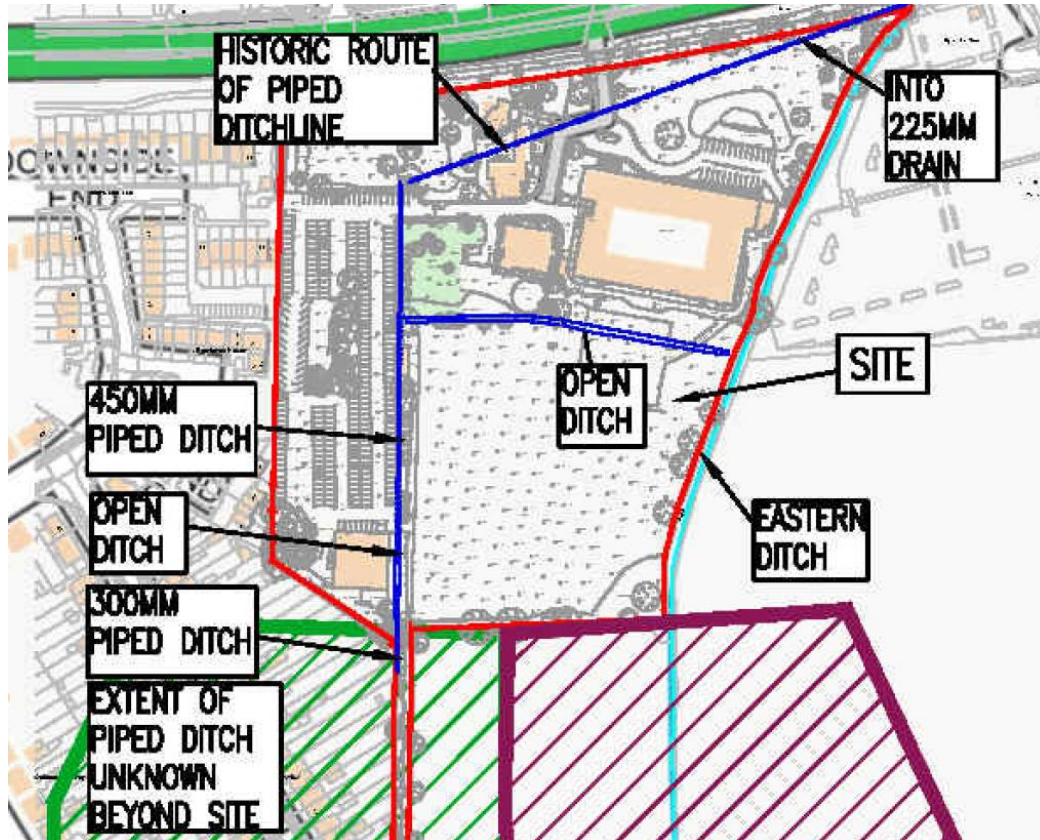 HISTORIC ROUTE
OF PIPED
DITCHLINE
INTO
225MM
DRAIN
DOWNSIDE
SITE
OPEN
DITCH
450MM
PIPED DITCH
OPEN
DITCH
EASTERN
DITCH
300MM
PIPED DITCH
EXTENT OF
PIPED DITCH
UNKNOWN
BEYOND SITE